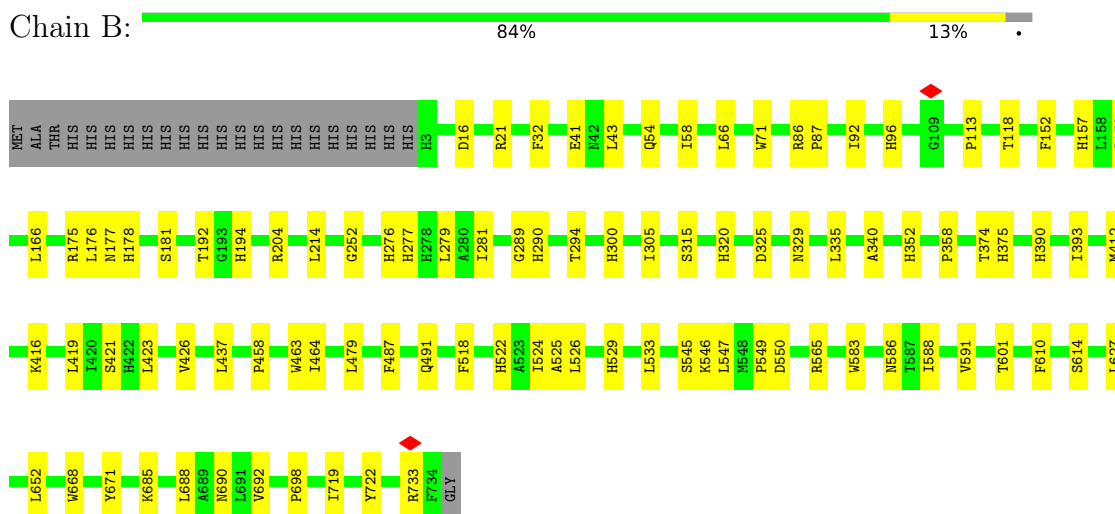 Chain B:
84% 13% •
MET ALA THR HIS HIS HIS HIS HIS HIS HIS HIS HIS HIS HIS HIS HIS HIS HIS HIS HIS HIS HIS H3 D16 R21 F32 E41 N42 L43 Q54 I58 L66 W71 R86 P87 I92 H96 G109 P113 T118 F152 H157 L158
L166 R175 L176 N177 H178 S181 T192 G193 H194 R204 L214 G252 H276 H277 H278 L279 A280 I281 G289 H290 T294 H300 I305 S315 H320 D325 N329 L335 A340 H352 P358 T374 H375 H390 I393 M412
K416 L419 I420 S421 H422 L423 V426 L437 P458 W463 I464 L479 F487 Q491 F518 H522 A523 I524 A525 L526 H529 L533 S545 K546 L547 M548 P549 D550 R565 W583 N586 T587 I588 V591 T601 F610 S614 L627
L652 W668 Y671 K685 L688 A689 N690 L691 V692 P698 I719 Y722 R733 F734 GLY